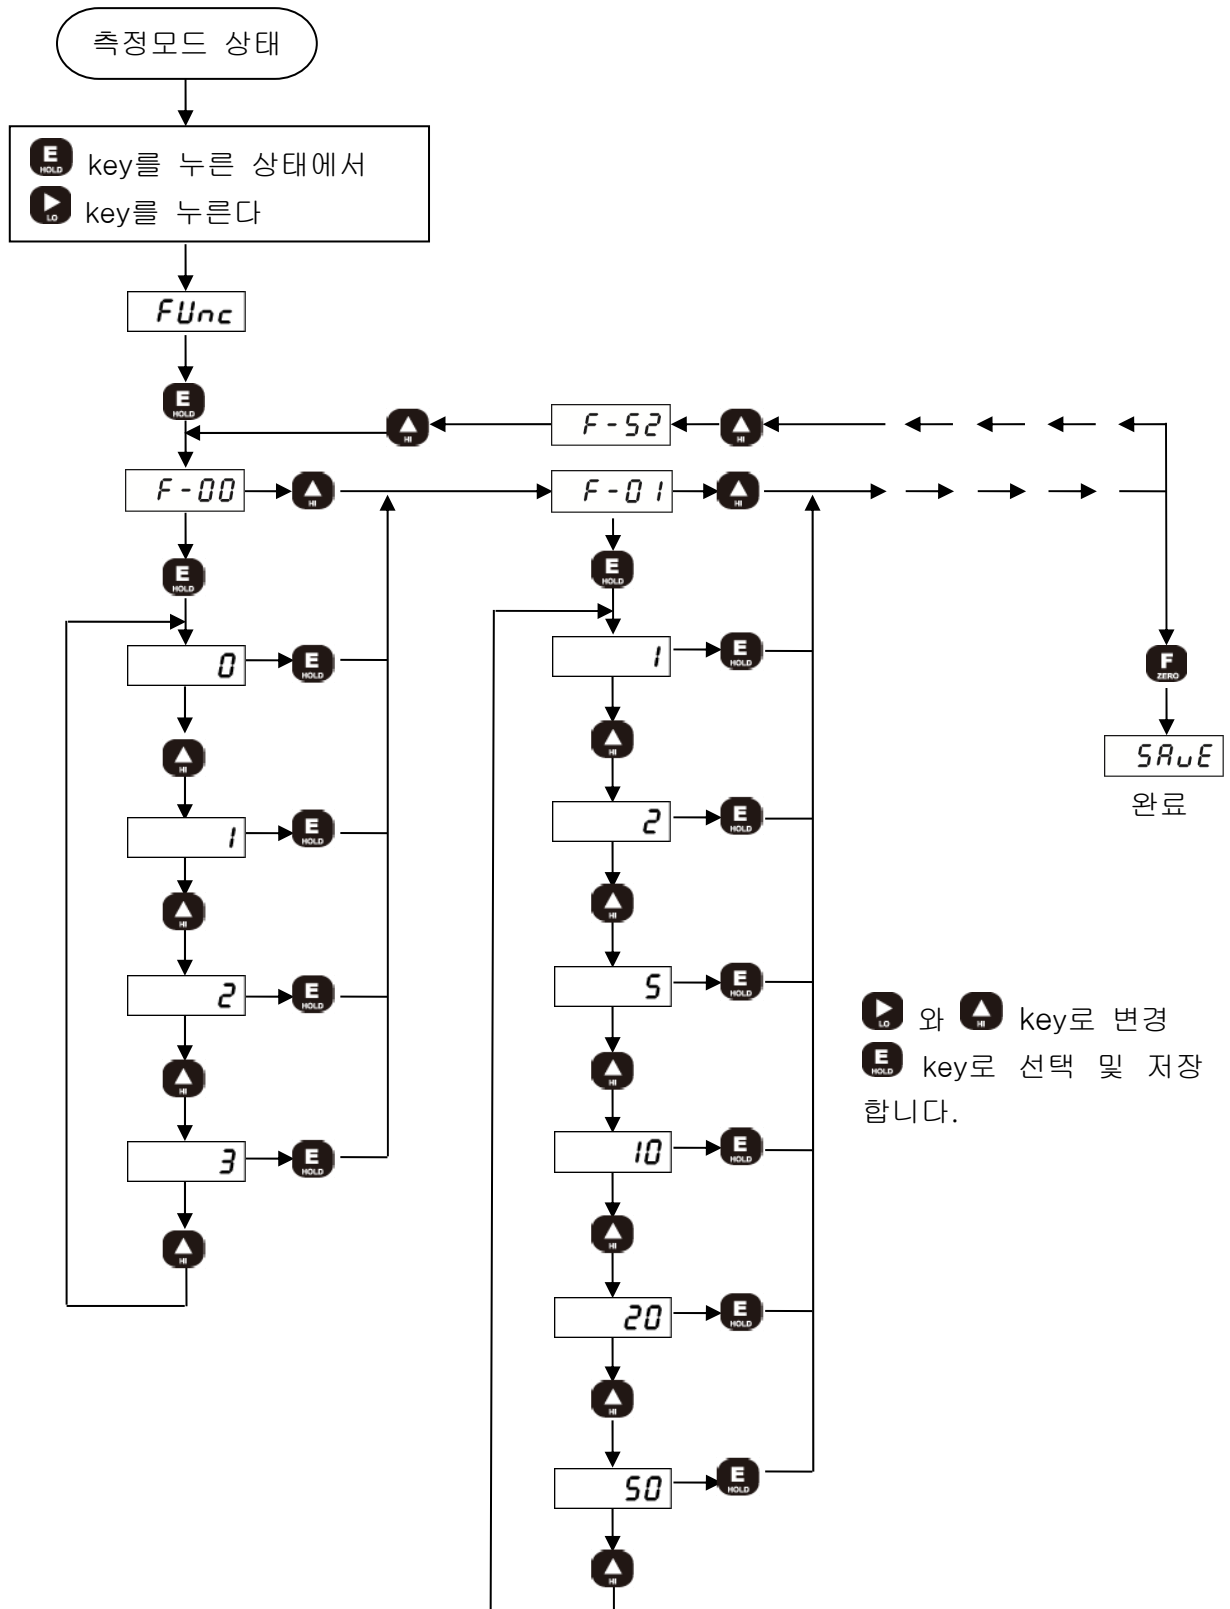 측정모드 상태
E HOLD key를 누른 상태에서
LO key를 누른다
FUnc
E HOLD
HI F-52 HI
F-00 HI F-01 HI
E HOLD
E HOLD
0 E HOLD
1 E HOLD
F ZERO
HI
HI
SAvE
완료
1 E HOLD
2 E HOLD
HI
HI
2 E HOLD
5 E HOLD
LO 와 HI key로 변경
E HOLD key로 선택 및 저장
합니다.
HI
HI
3 E HOLD
10 E HOLD
HI
HI
20 E HOLD
HI
50 E HOLD
HI